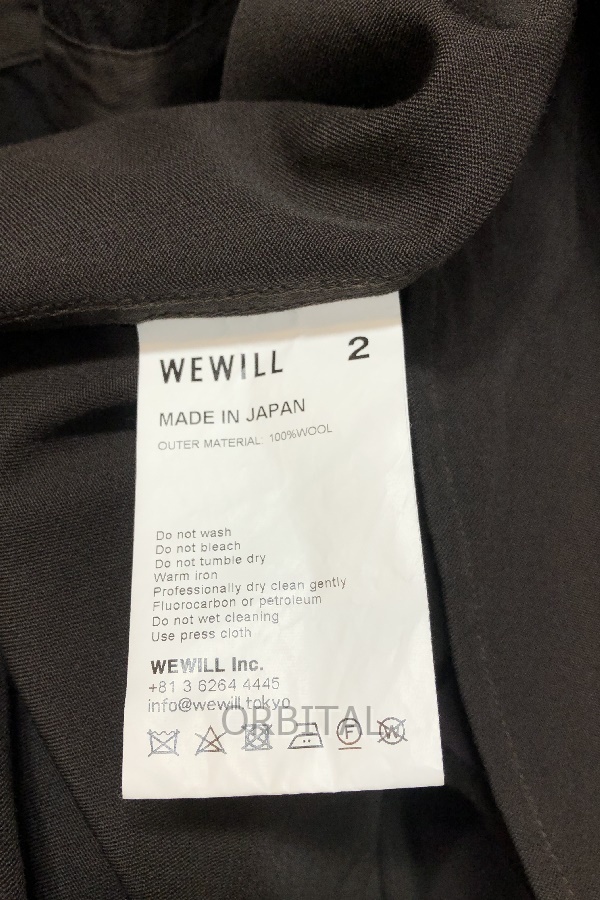 WEWILL 2
MADE IN JAPAN
OUTER MATERIAL: 100%WOOL
Do not wash
Do not bleach
Do not tumble dry
Warm iron
Professionally dry clean gently
Fluorocarbon or petroleum
Do not wet cleaning
Use press cloth
WEWILL Inc.
+81 3 6264 4445
info@wewill.tokyo
ORBITAL
F W